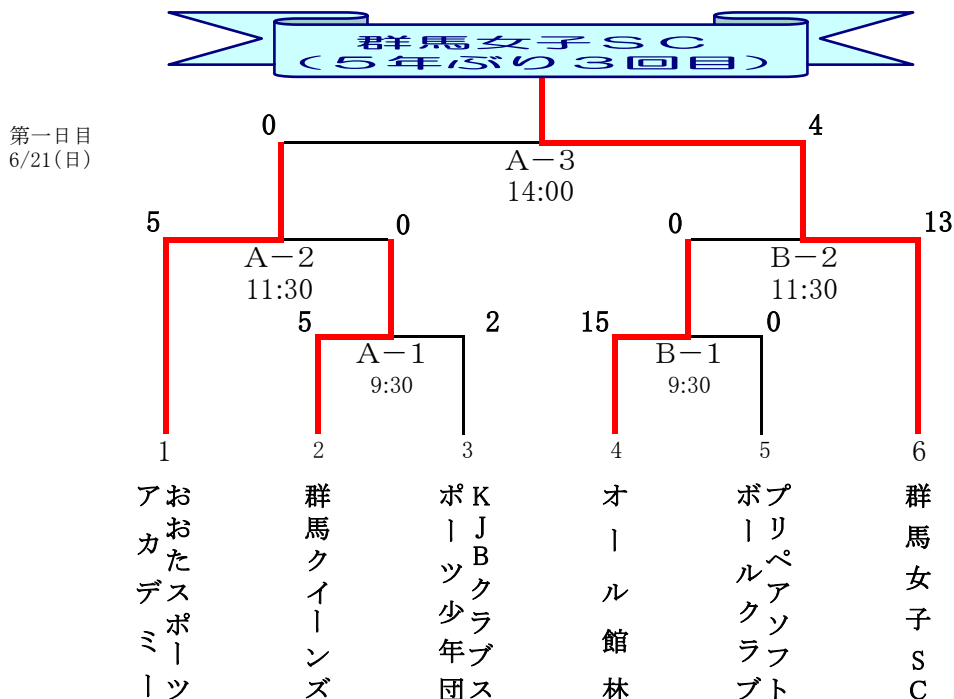 群馬女子ＳＣ
（５年ぶり３回目）
第一日目
6/21(日)
0
4
Ａ－３
14:00
5
0
0
13
Ａ－２
11:30
Ｂ－２
11:30
5
2
15
0
Ａ－１
9:30
Ｂ－１
9:30
1
2
3
4
5
6
おおたスポーツ
アカデミー
群馬クイーンズ
KJBクラブス
ポーツ少年団
オール館林
プリペアソフト
ボールクラブ
群馬女子SC